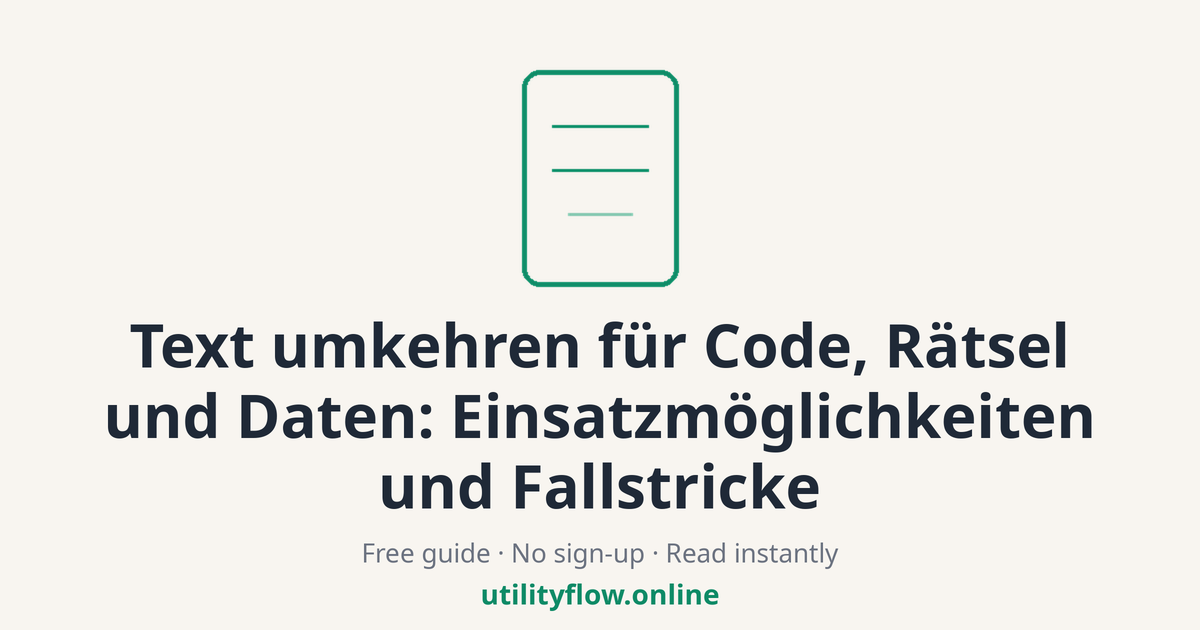 Text umkehren für Code, Rätsel
und Daten: Einsatzmöglichkeiten
und Fallstricke
Free guide · No sign-up · Read instantly
utilityflow.online